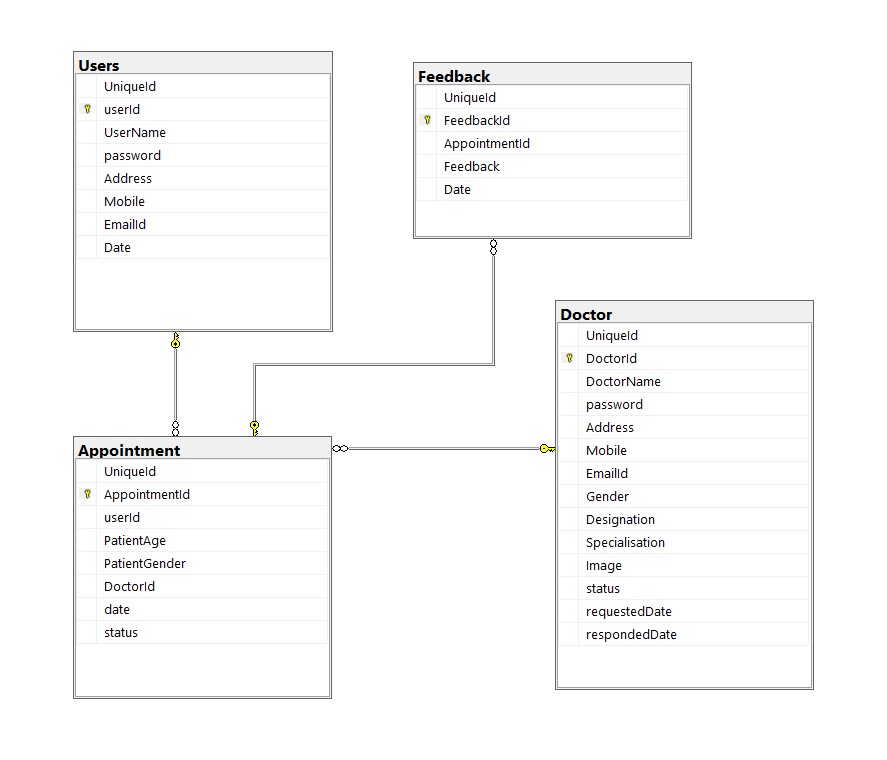 Users
UniqueId
userId
UserName
password
Address
Mobile
EmailId
Date
Feedback
UniqueId
FeedbackId
AppointmentId
Feedback
Date
Doctor
UniqueId
DoctorId
DoctorName
password
Address
Mobile
EmailId
Gender
Designation
Specialisation
Image
status
requestedDate
respondedDate
Appointment
UniqueId
AppointmentId
userId
PatientAge
PatientGender
DoctorId
date
status